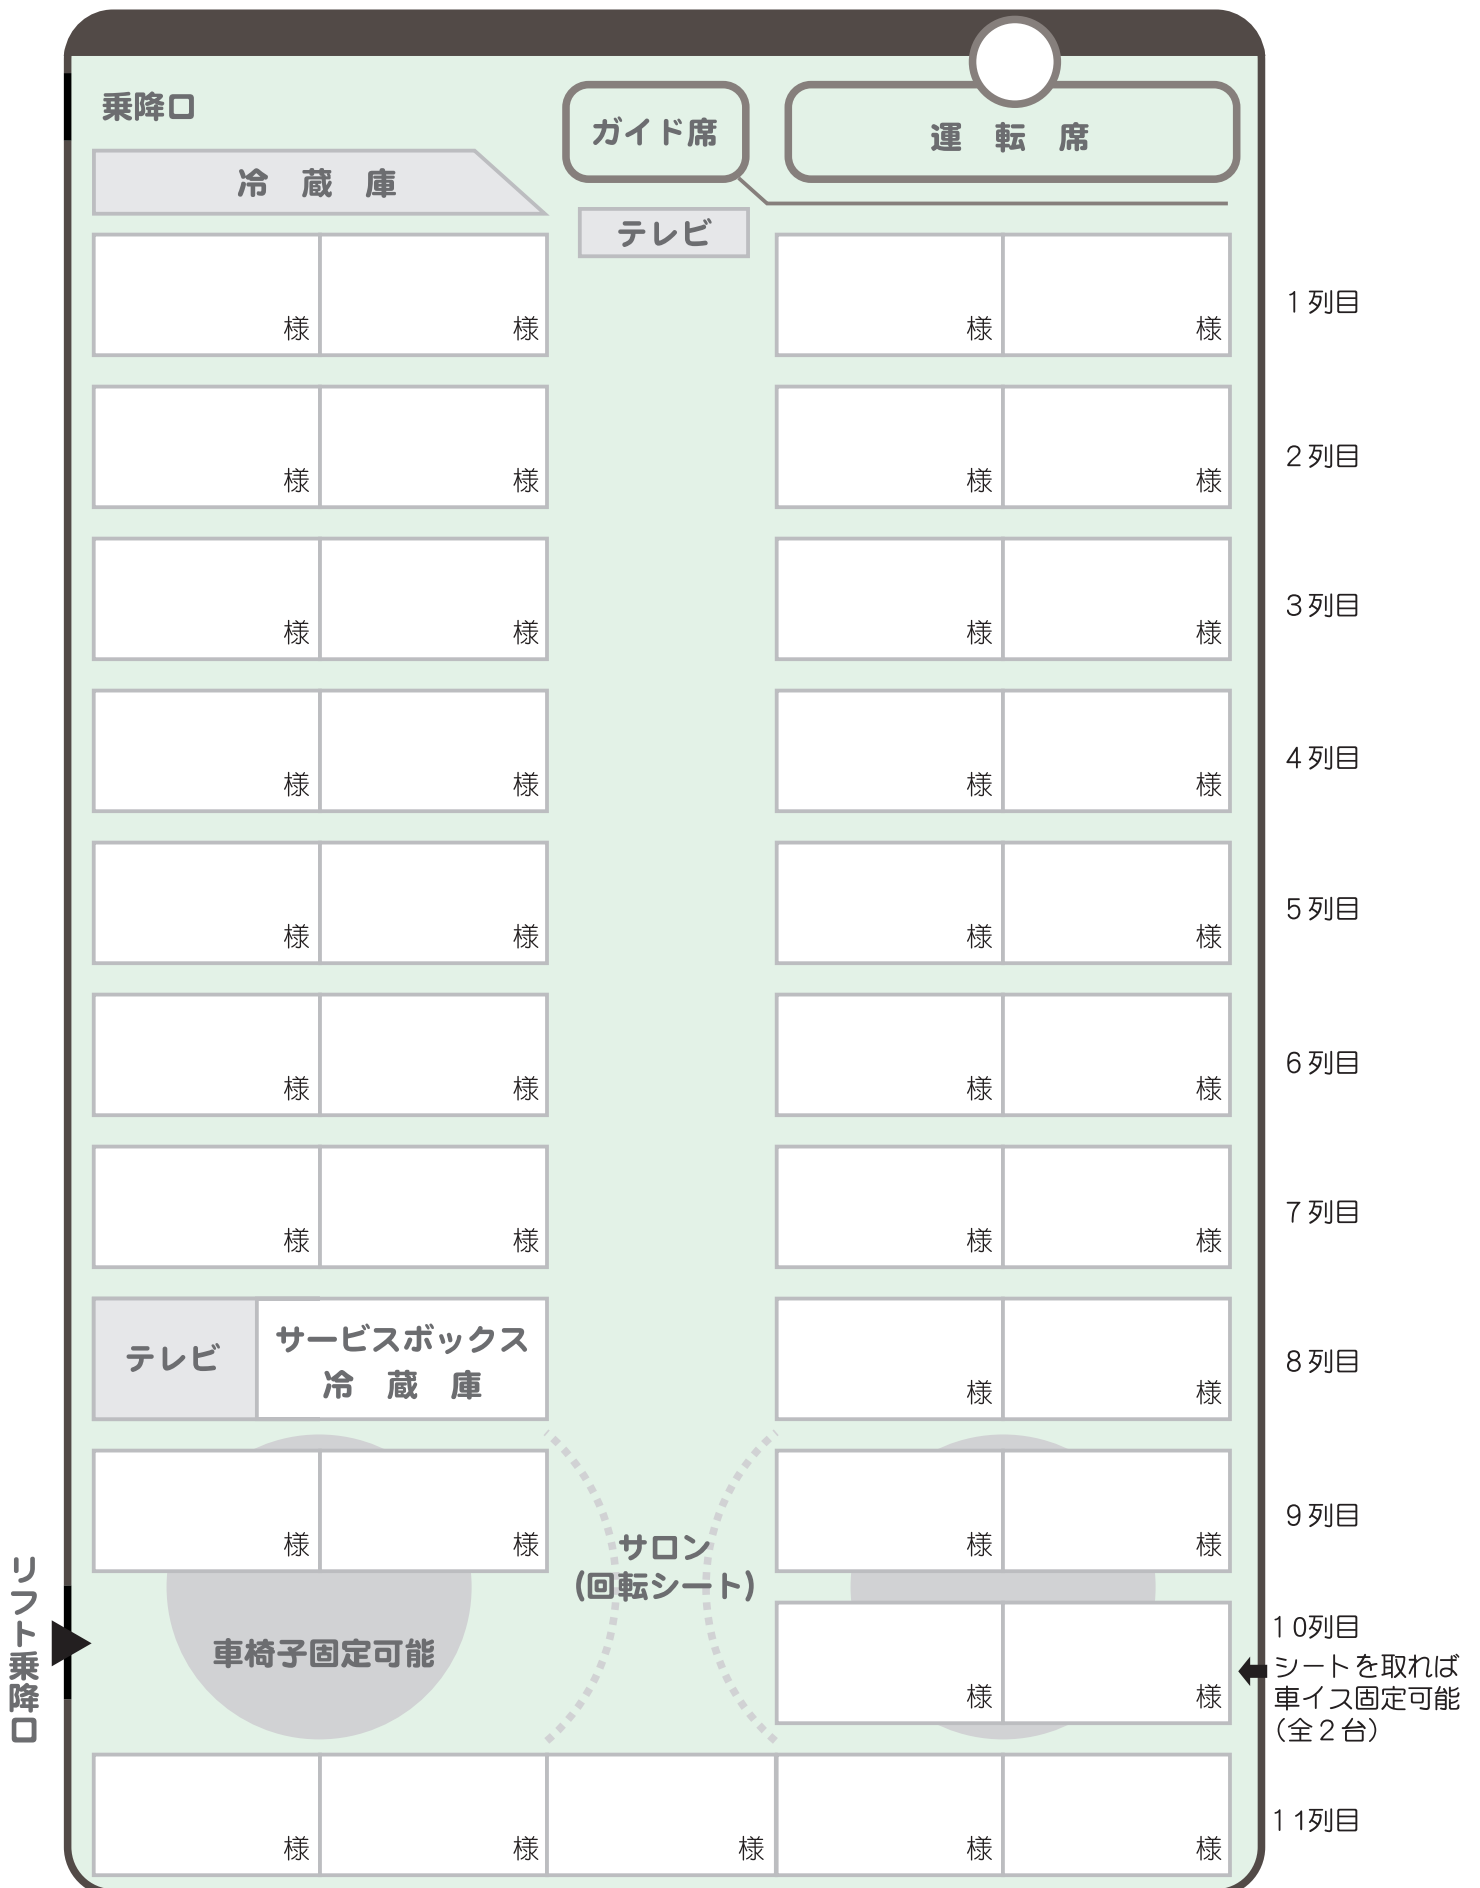 乗降口
ガイド席
運　転　席
冷　蔵　庫
テレビ
様 様 様 様 1列目
様 様 様 様 2列目
様 様 様 様 3列目
様 様 様 様 4列目
様 様 様 様 5列目
様 様 様 様 6列目
様 様 様 様 7列目
テレビ
サービスボックス
冷　蔵　庫
様 様 8列目
様 様 様 様 9列目
サロン
(回転シート)
リフト乗降口
車椅子固定可能
様 様 10列目
シートを取れば
車イス固定可能
（全2台）
様 様 様 様 様 11列目